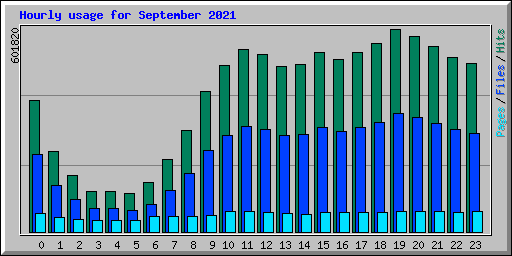 Hourly usage for September 2021
601820
Pages / Files / Hits
0 1 2 3 4 5 6 7 8 9 10 11 12 13 14 15 16 17 18 19 20 21 22 23